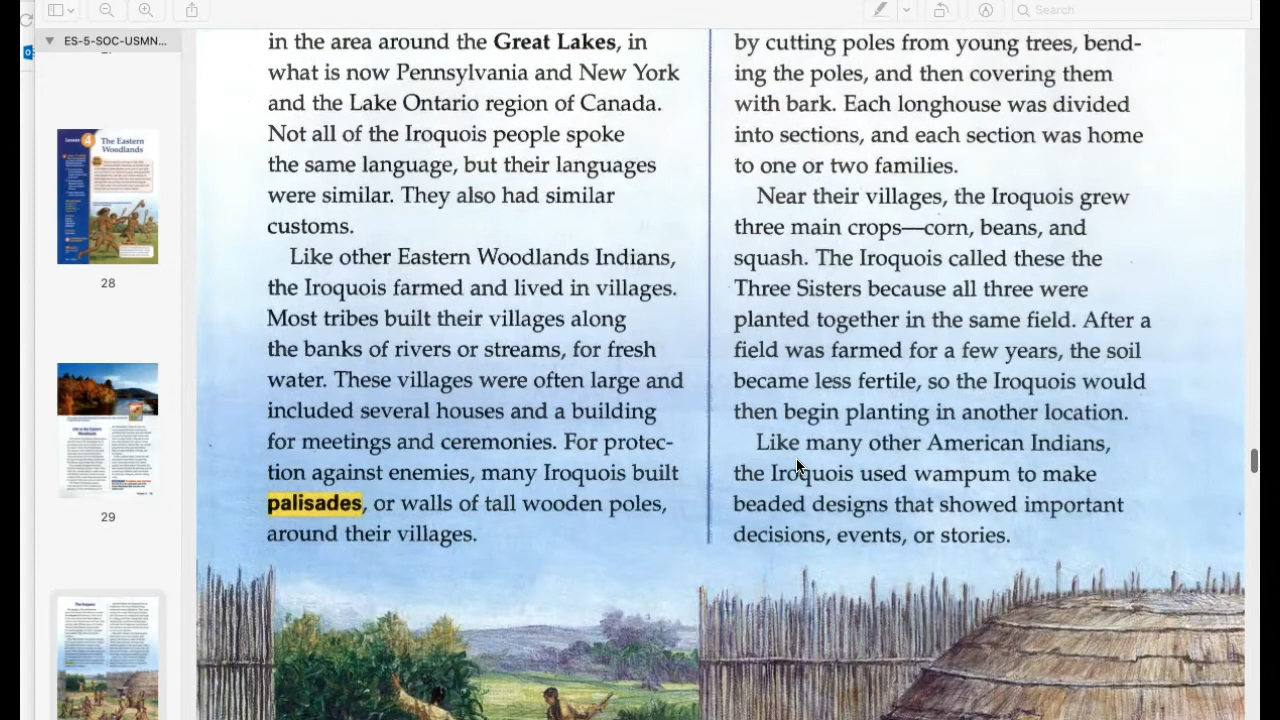 Search
ES-5-SOC-USMN...
The Eastern
Woodlands
28
29
in the area around the Great Lakes, in
what is now Pennsylvania and New York
and the Lake Ontario region of Canada.
Not all of the Iroquois people spoke
the same language, but their languages
were similar. They also had similar
customs.
Like other Eastern Woodlands Indians,
the Iroquois farmed and lived in villages.
Most tribes built their villages along
the banks of rivers or streams, for fresh
water. These villages were often large and
included several houses and a building
for meetings and ceremonies. For protec-
tion against enemies, many Iroquois built
palisades, or walls of tall wooden poles,
around their villages.
by cutting poles from young trees, bend-
ing the poles, and then covering them
with bark. Each longhouse was divided
into sections, and each section was home
to one or two families.
Near their villages, the Iroquois grew
three main crops—corn, beans, and
squash. The Iroquois called these the
Three Sisters because all three were
planted together in the same field. After a
field was farmed for a few years, the soil
became less fertile, so the Iroquois would
then begin planting in another location.
Like many other American Indians,
the Iroquois used wampum to make
beaded designs that showed important
decisions, events, or stories.